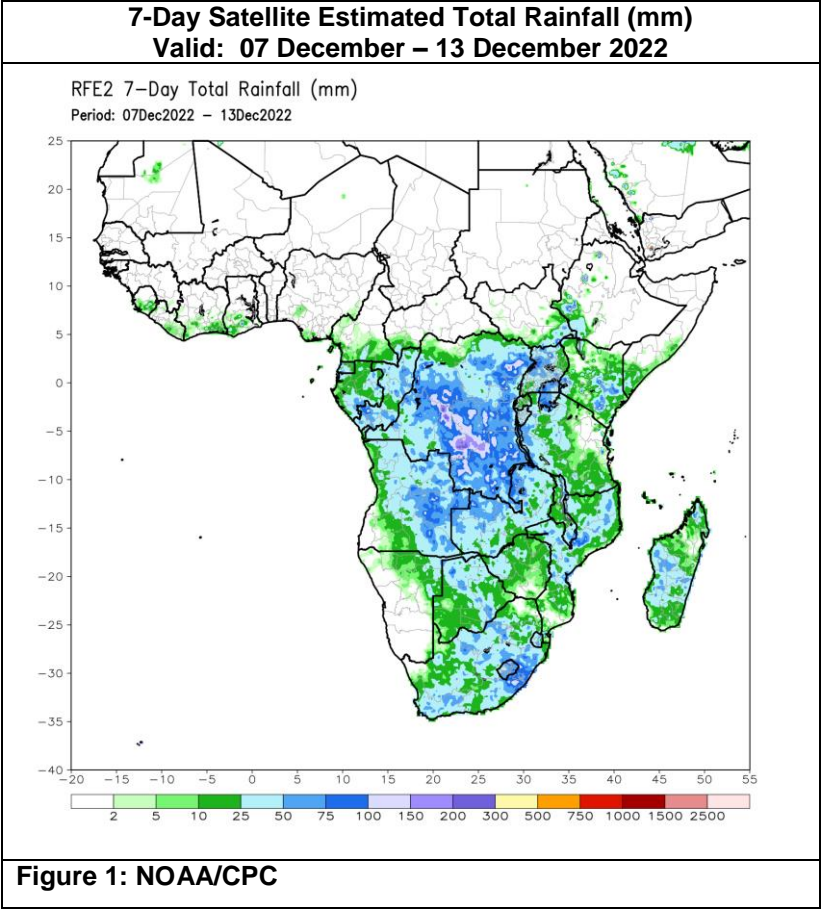 7-Day Satellite Estimated Total Rainfall (mm)
Valid:  07 December – 13 December 2022
RFE2 7-Day Total Rainfall (mm)
Period: 07Dec2022 – 13Dec2022
25
20
15
10
5
0
−5
−10
−15
−20
−25
−30
−35
−40
−20 −15 −10 −5 0 5 10 15 20 25 30 35 40 45 50 55
2 5 10 25 50 75 100 150 200 300 500 750 1000 1500 2500
Figure 1: NOAA/CPC